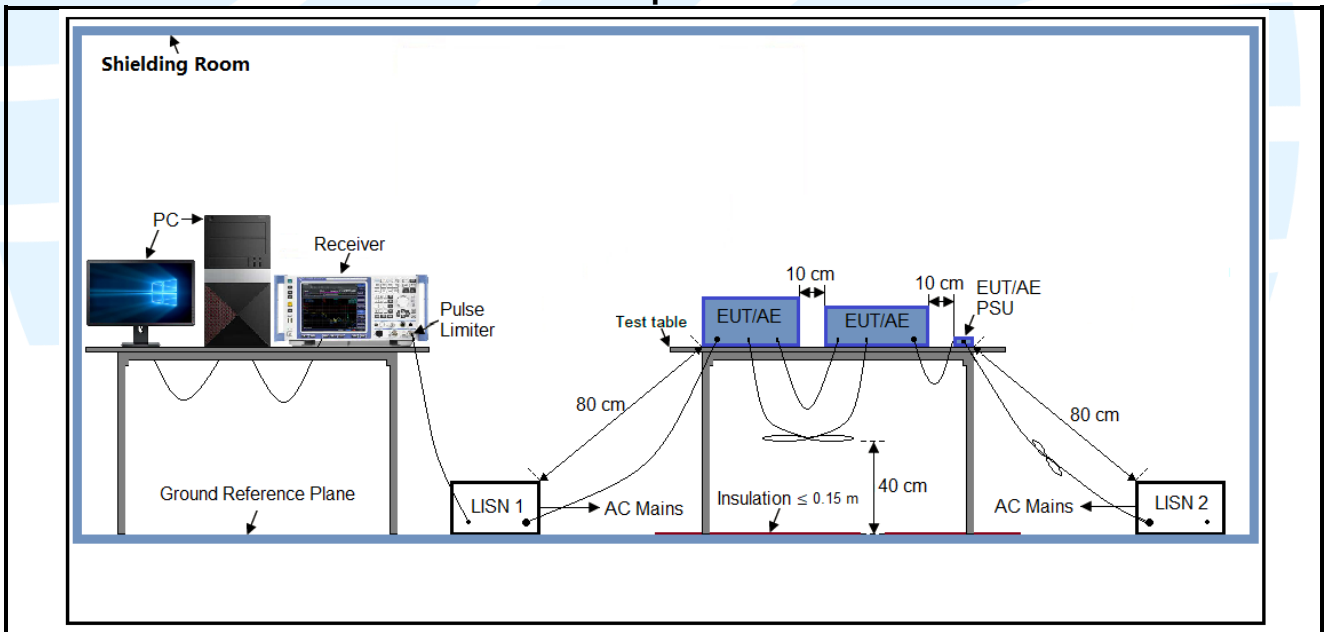 Shielding Room
PC
Receiver
Pulse
Limiter
10 cm
10 cm
EUT/AE
PSU
Test table
EUT/AE
EUT/AE
80 cm
80 cm
40 cm
Ground Reference Plane
LISN 1
AC Mains
Insulation ≤ 0.15 m
AC Mains
LISN 2